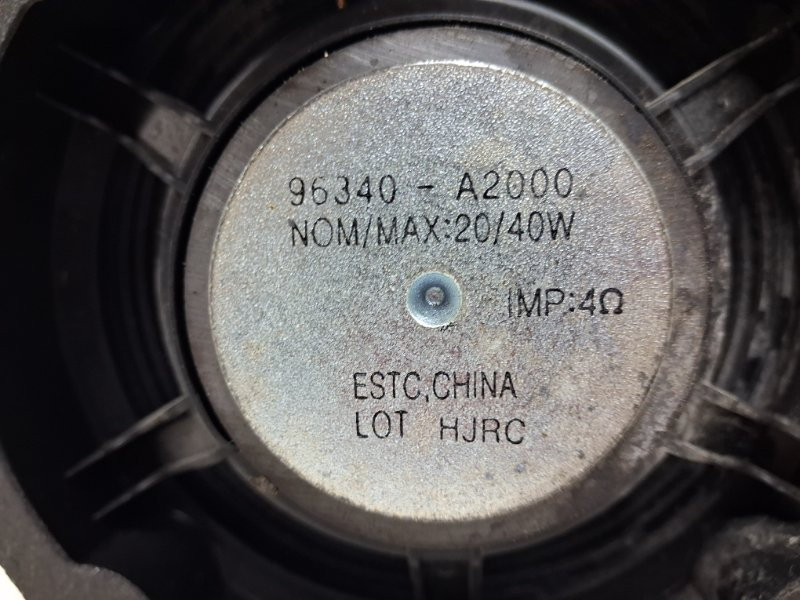 96340 - A2000
NOM/MAX:20/40W
IMP:4Ω
ESTC,CHINA
LOT HJRC